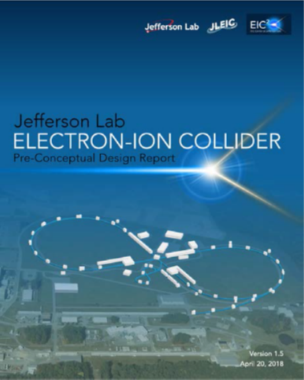 Jefferson Lab
JLEIC
EIC
Jefferson Lab
ELECTRON-ION COLLIDER
Pre-Conceptual Design Report
Version 1.5
April 20, 2018